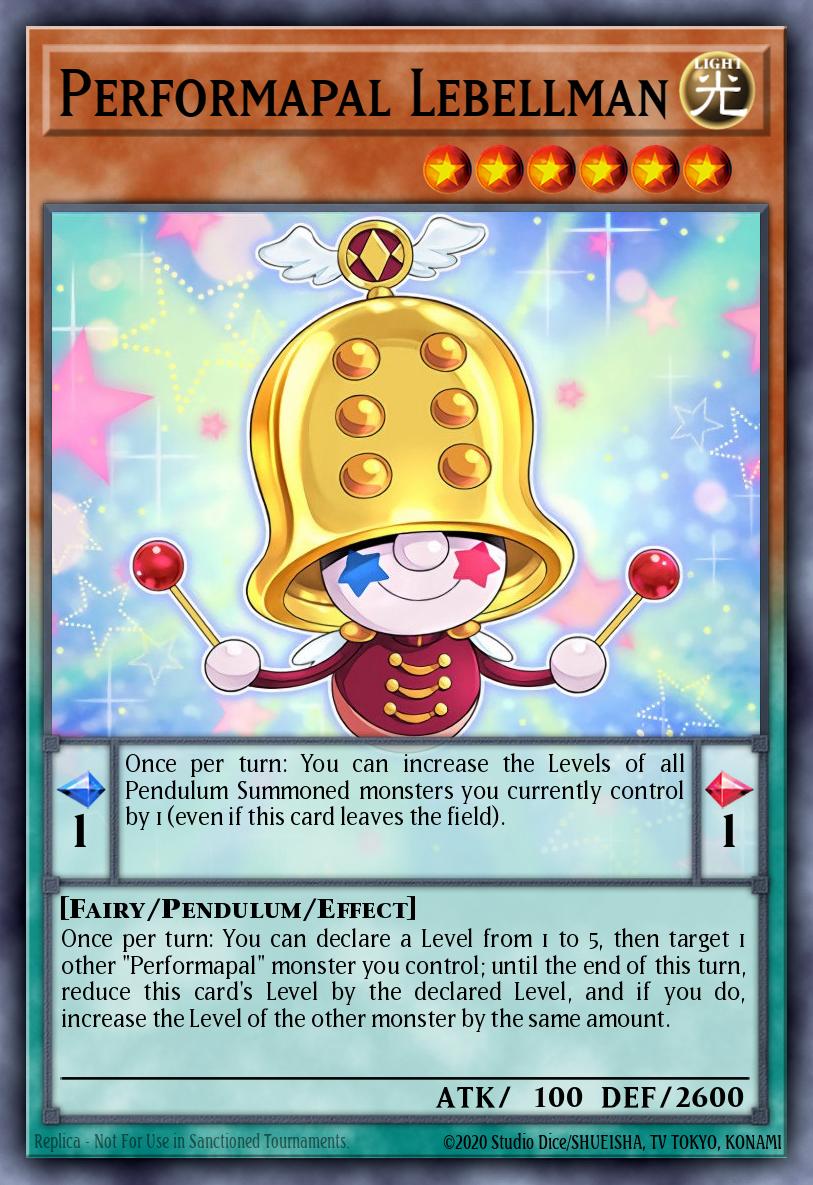 Performapal Lebellman
LIGHT
光
Once per turn: You can increase the Levels of all
Pendulum Summoned monsters you currently control
by 1 (even if this card leaves the field).
1
1
[Fairy/Pendulum/Effect]
Once per turn: You can declare a Level from 1 to 5, then target 1
other "Performapal" monster you control; until the end of this turn,
reduce this card's Level by the declared Level, and if you do,
increase the Level of the other monster by the same amount.
ATK/ 100 DEF/2600
Replica - Not For Use in Sanctioned Tournaments.
©2020 Studio Dice/SHUEISHA, TV TOKYO, KONAMI